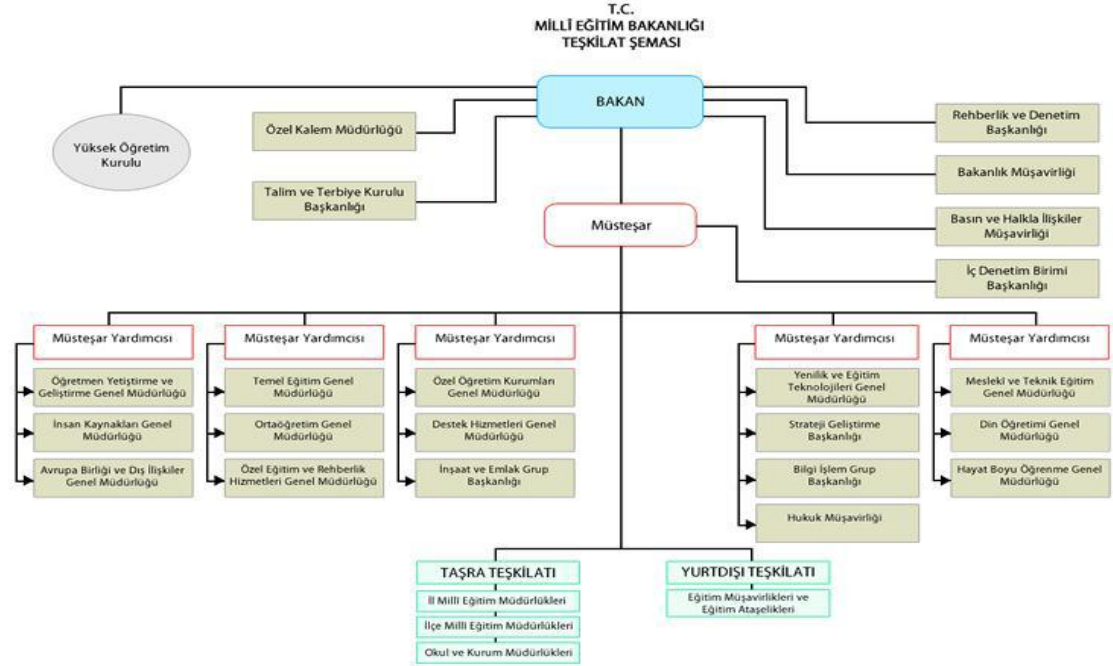 T.C.
MİLLÎ EĞİTİM BAKANLIĞI
TEŞKİLAT ŞEMASI
BAKAN
Yüksek Öğretim
Kurulu
Özel Kalem Müdürlüğü
Talim ve Terbiye Kurulu
Başkanlığı
Rehberlik ve Denetim
Başkanlığı
Bakanlık Müşavirliği
Basın ve Halkla İlişkiler
Müşavirliği
Müsteşar
İç Denetim Birimi
Başkanlığı
Müsteşar Yardımcısı
Öğretmen Yetiştirme ve
Geliştirme Genel Müdürlüğü
İnsan Kaynakları Genel
Müdürlüğü
Avrupa Birliği ve Dış İlişkiler
Genel Müdürlüğü
Müsteşar Yardımcısı
Temel Eğitim Genel
Müdürlüğü
Ortaöğretim Genel
Müdürlüğü
Özel Eğitim ve Rehberlik
Hizmetleri Genel Müdürlüğü
Müsteşar Yardımcısı
Özel Öğretim Kurumları
Genel Müdürlüğü
Destek Hizmetleri Genel
Müdürlüğü
İnşaat ve Emlak Grup
Başkanlığı
Müsteşar Yardımcısı
Yenilik ve Eğitim
Teknolojileri Genel
Müdürlüğü
Strateji Geliştirme
Başkanlığı
Bilgi İşlem Grup
Başkanlığı
Hukuk Müşavirliği
Müsteşar Yardımcısı
Meslekî ve Teknik Eğitim
Genel Müdürlüğü
Din Öğretimi Genel
Müdürlüğü
Hayat Boyu Öğrenme Genel
Müdürlüğü
TAŞRA TEŞKİLATI
İl Millî Eğitim Müdürlükleri
İlçe Millî Eğitim Müdürlükleri
Okul ve Kurum Müdürlükleri
YURTDIŞI TEŞKİLATI
Eğitim Müşavirlikleri ve
Eğitim Ataşelikleri